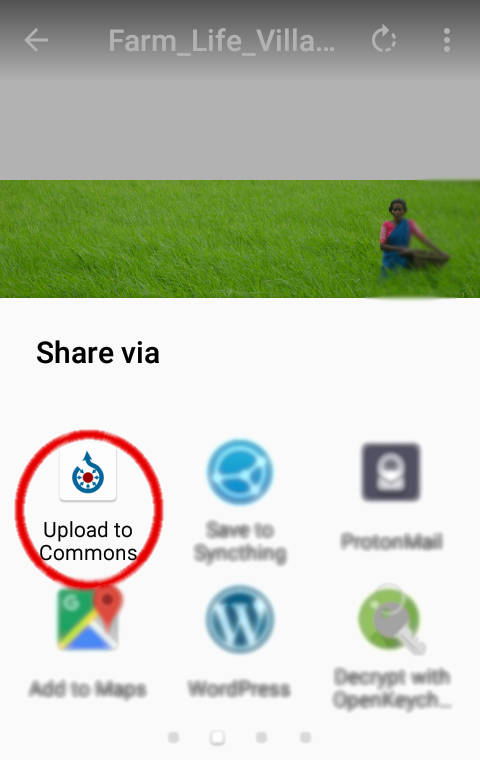 Farm_Life_Villa...
Share via
Upload to
Commons
Save to
Syncthing
ProtonMail
Add to Maps
WordPress
Decrypt with
OpenKeych...